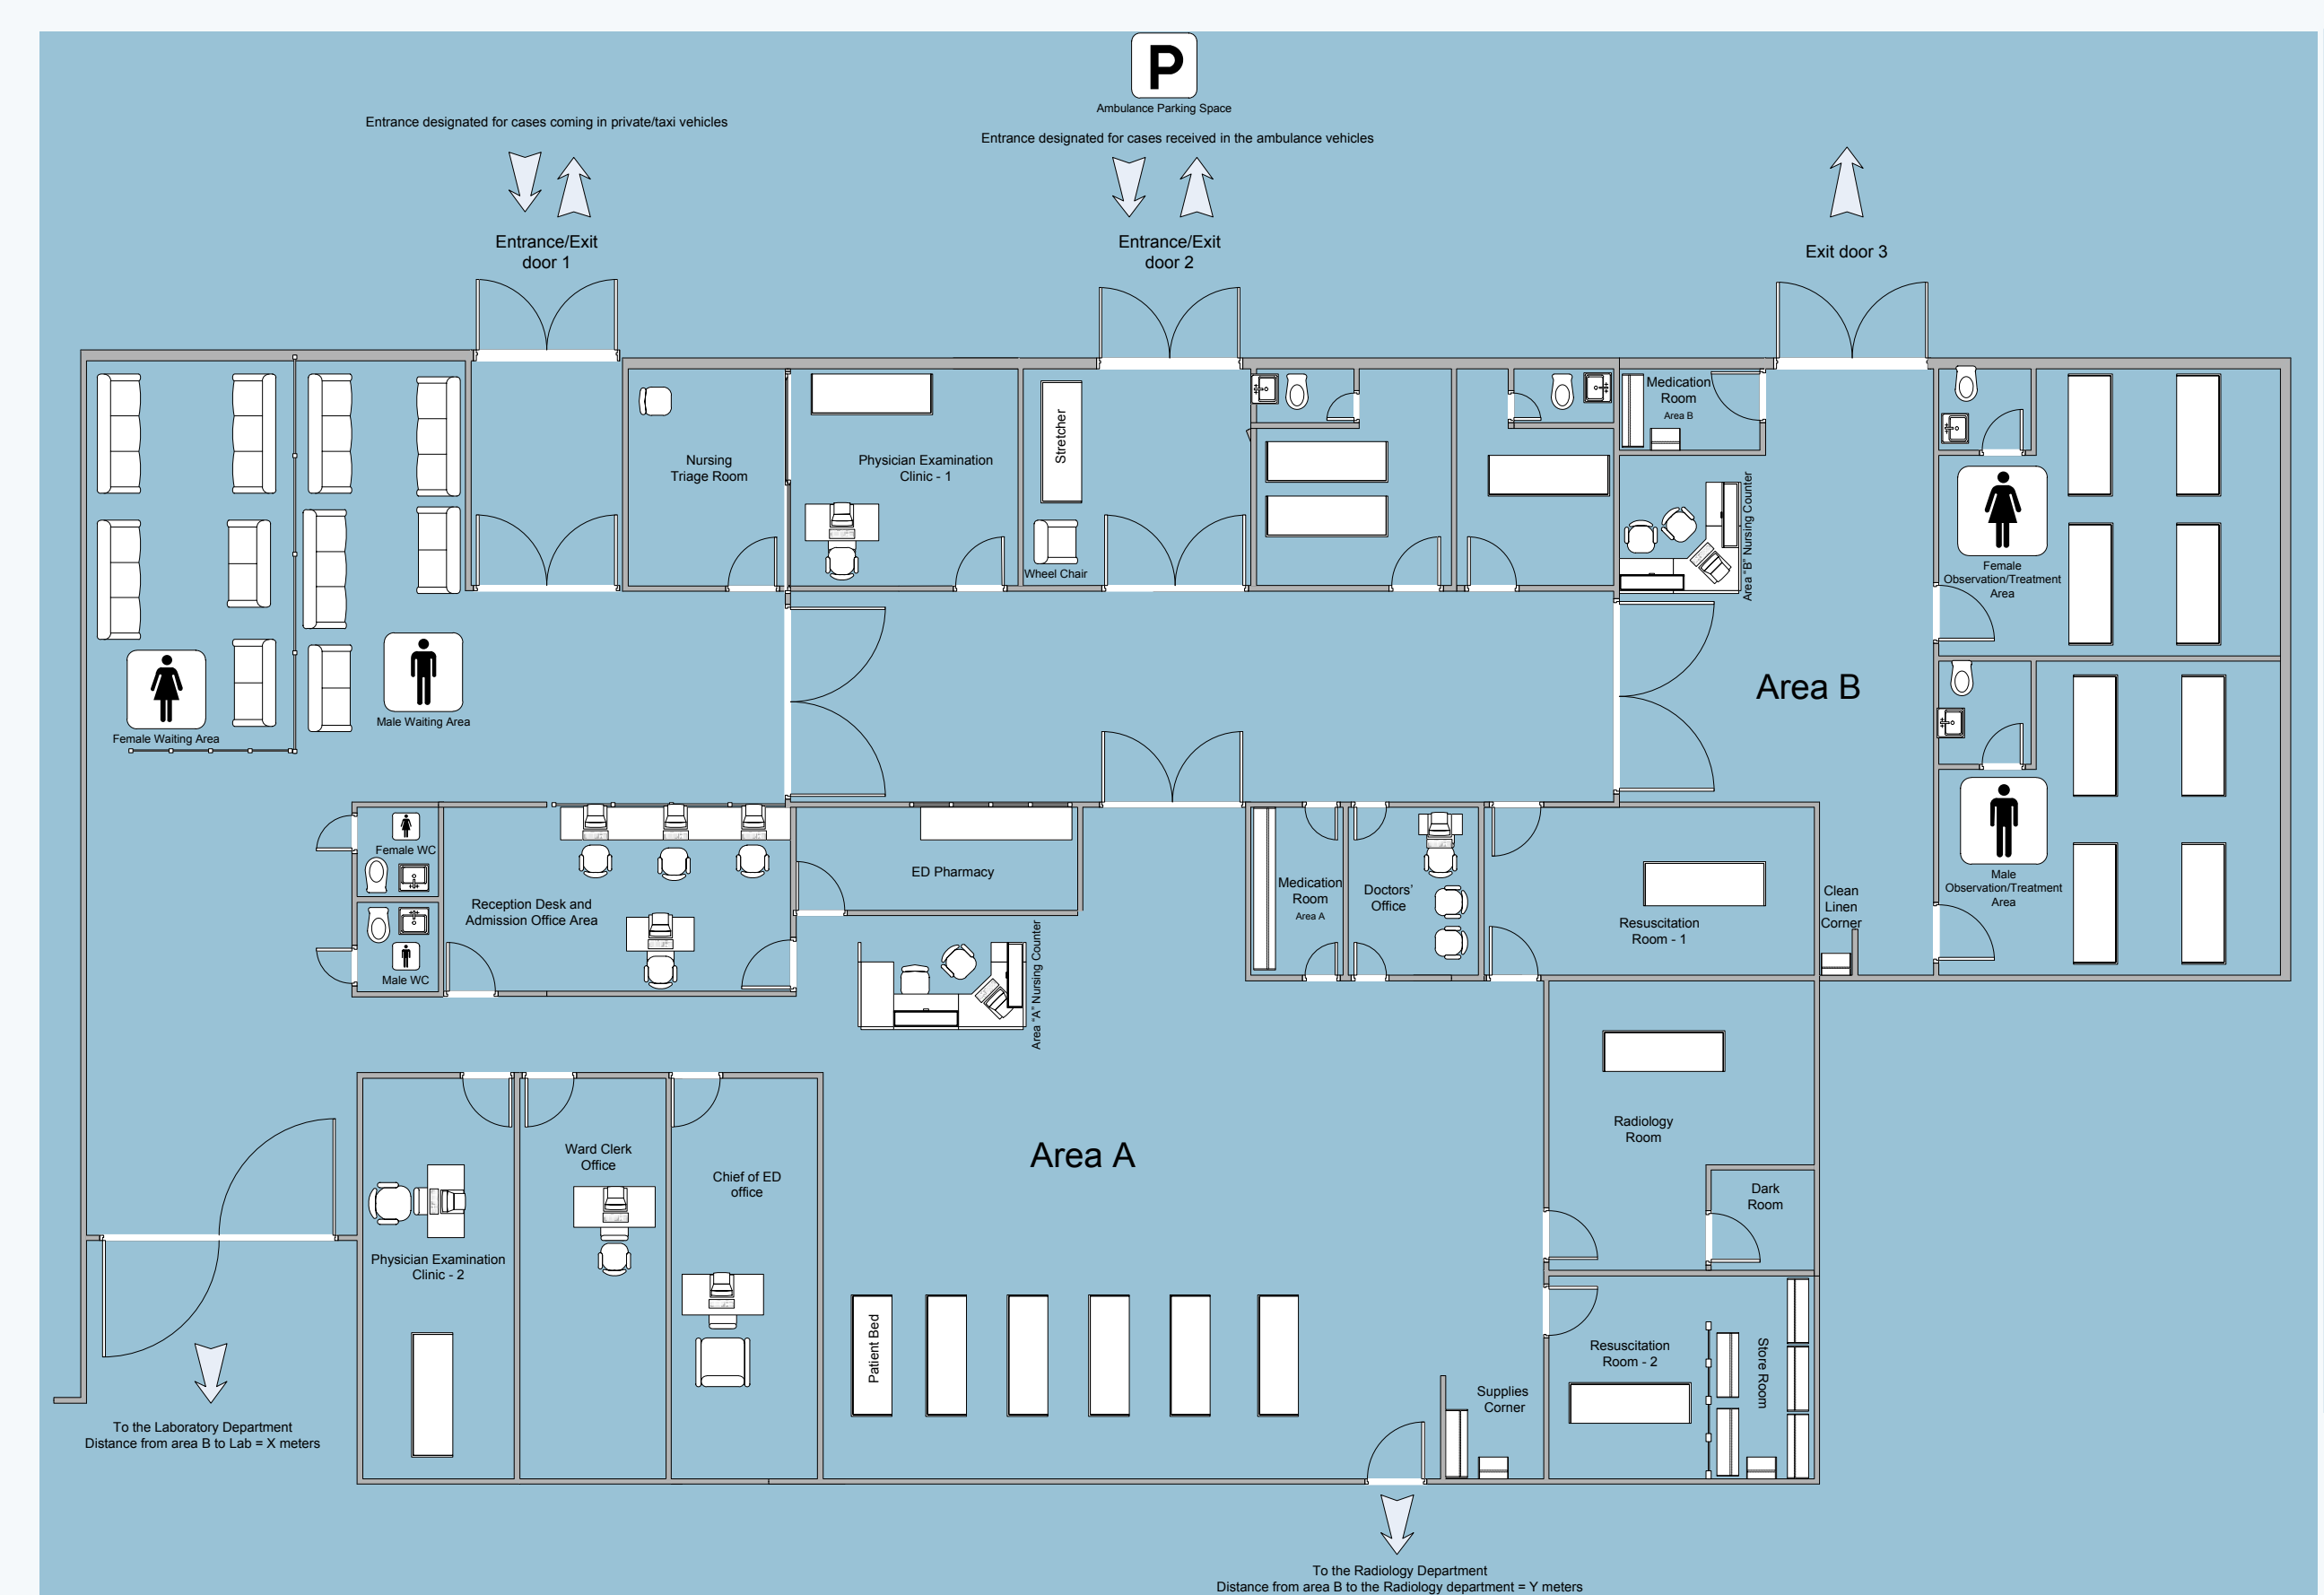 P
Ambulance Parking Space
Entrance designated for cases coming in private/taxi vehicles
Entrance designated for cases received in the ambulance vehicles
Entrance/Exit
door 1
Entrance/Exit
door 2
Exit door 3
Nursing
Triage Room
Physician Examination
Clinic - 1
Stretcher
Wheel Chair
Medication
Room
Area B
Area "B" Nursing Counter
Female
Observation/Treatment
Area
Female Waiting Area
Male Waiting Area
Area B
Female WC
Male WC
Reception Desk and
Admission Office Area
ED Pharmacy
Area "A" Nursing Counter
Medication
Room
Area A
Doctors'
Office
Resuscitation
Room - 1
Clean
Linen
Corner
Male
Observation/Treatment
Area
Physician Examination
Clinic - 2
Ward Clerk
Office
Chief of ED
office
Area A
Radiology
Room
Dark
Room
Patient Bed
Supplies
Corner
Resuscitation
Room - 2
Store Room
To the Laboratory Department
Distance from area B to Lab = X meters
To the Radiology Department
Distance from area B to the Radiology department = Y meters